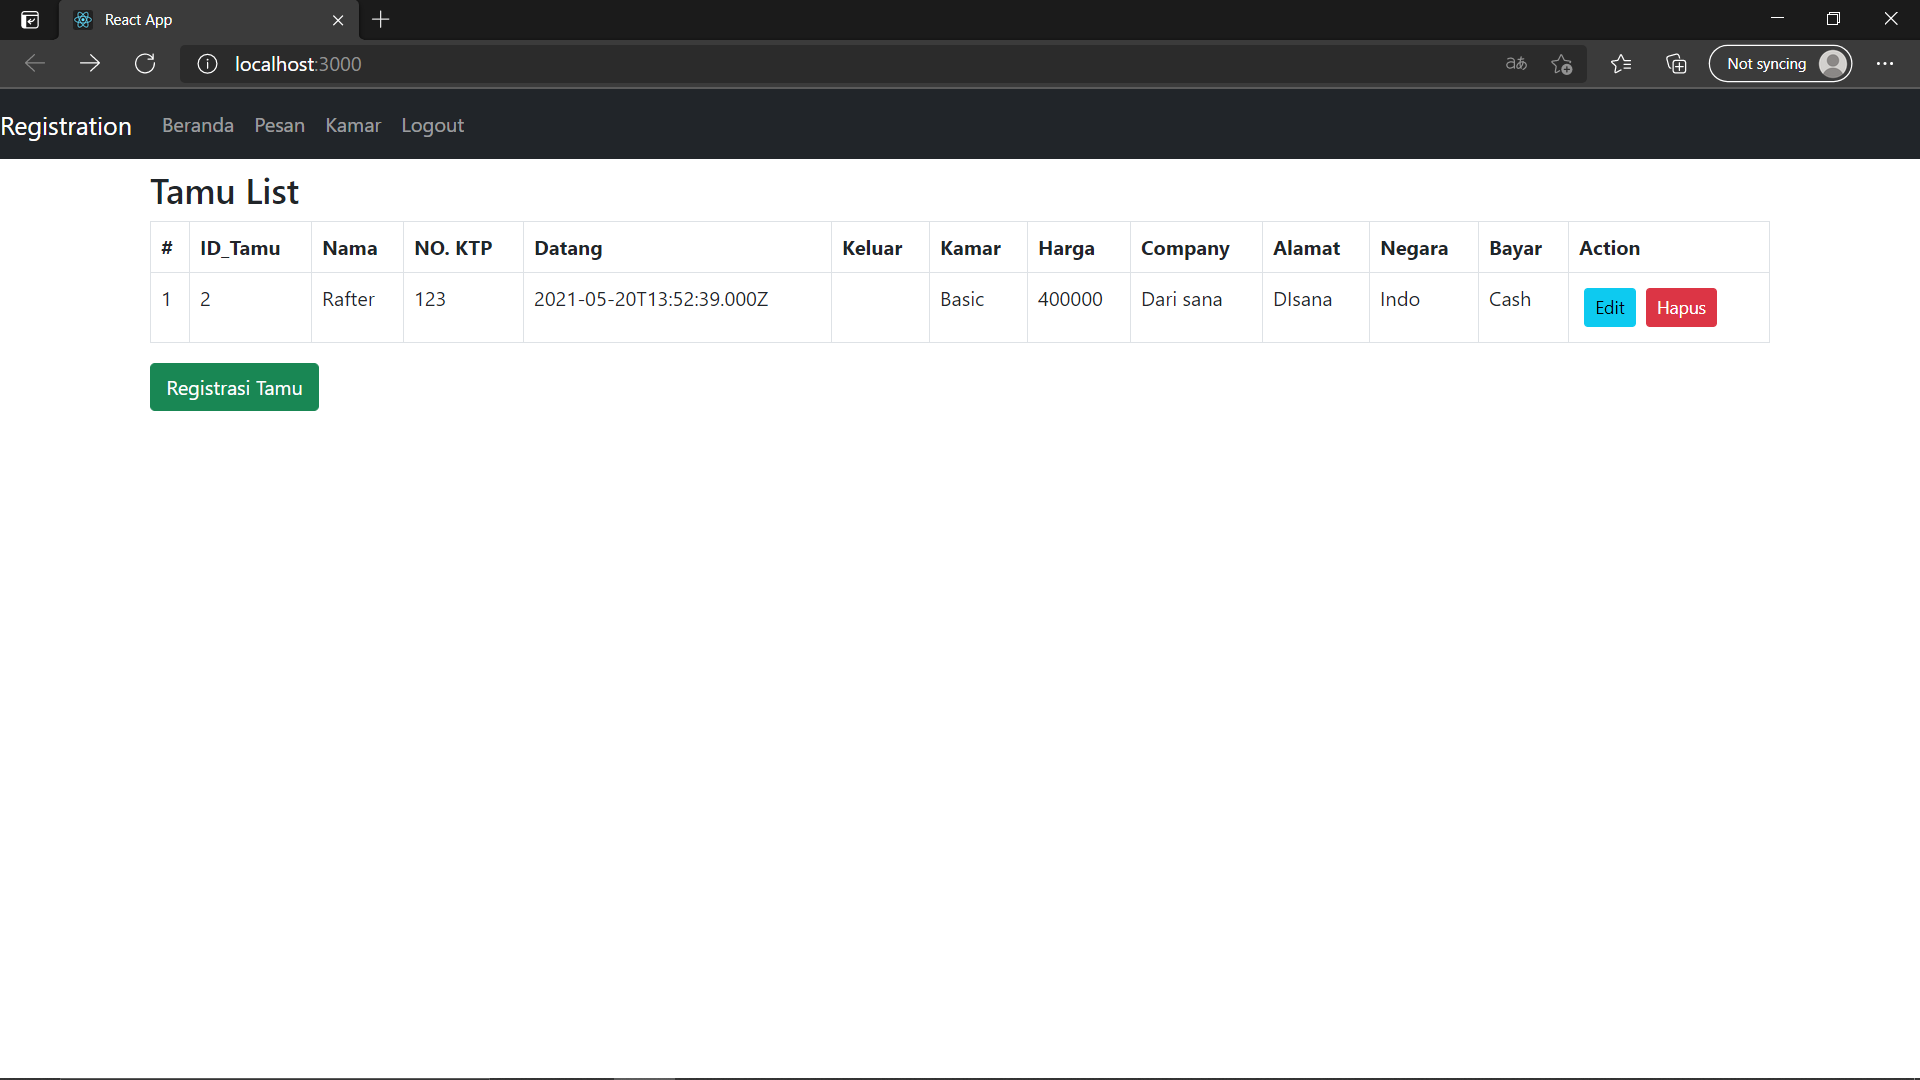 React App
localhost:3000
aあ
Not syncing
Registration Beranda Pesan Kamar Logout
Tamu List
# ID_Tamu Nama NO. KTP Datang Keluar Kamar Harga Company Alamat Negara Bayar Action
1 2 Rafter 123 2021-05-20T13:52:39.000Z Basic 400000 Dari sana DIsana Indo Cash Edit Hapus
Registrasi Tamu